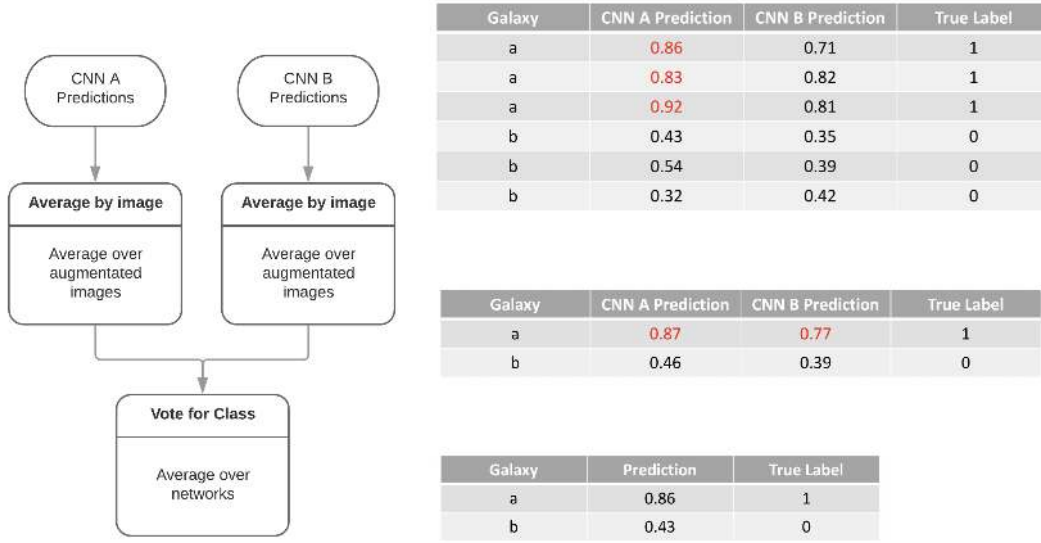 CNN A
Predictions
CNN B
Predictions
Average by image
Average over
augmentated
images
Average by image
Average over
augmentated
images
Vote for Class
Average over
networks
Galaxy CNN A Prediction CNN B Prediction True Label
a 0.86 0.71 1
a 0.83 0.82 1
a 0.92 0.81 1
b 0.43 0.35 0
b 0.54 0.39 0
b 0.32 0.42 0
Galaxy CNN A Prediction CNN B Prediction True Label
a 0.87 0.77 1
b 0.46 0.39 0
Galaxy Prediction True Label
a 0.86 1
b 0.43 0